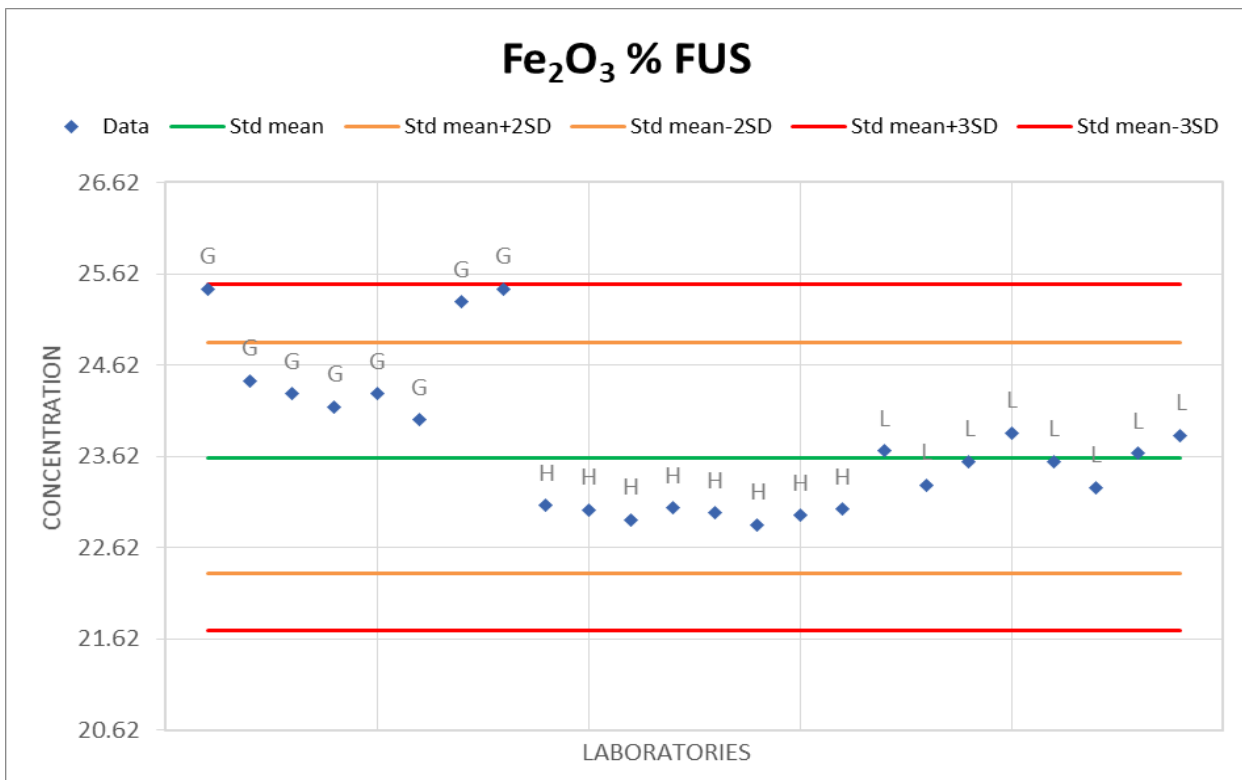 Fe₂O₃ % FUS
Data Std mean Std mean+2SD Std mean-2SD Std mean+3SD Std mean-3SD
26.62
25.62
24.62
23.62
22.62
21.62
20.62
CONCENTRATION
G G G G G G G G H H H H H H H H L L L L L L L L
LABORATORIES